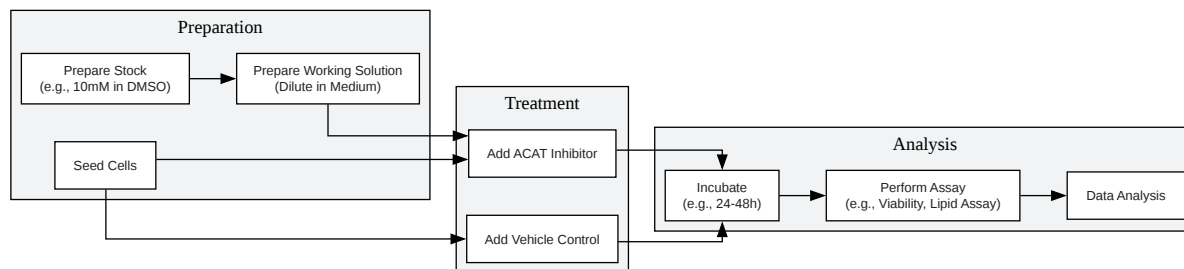 Preparation
Prepare Stock
(e.g., 10mM in DMSO)
Prepare Working Solution
(Dilute in Medium)
Seed Cells
Treatment
Add ACAT Inhibitor
Add Vehicle Control
Analysis
Incubate
(e.g., 24-48h)
Perform Assay
(e.g., Viability, Lipid Assay)
Data Analysis